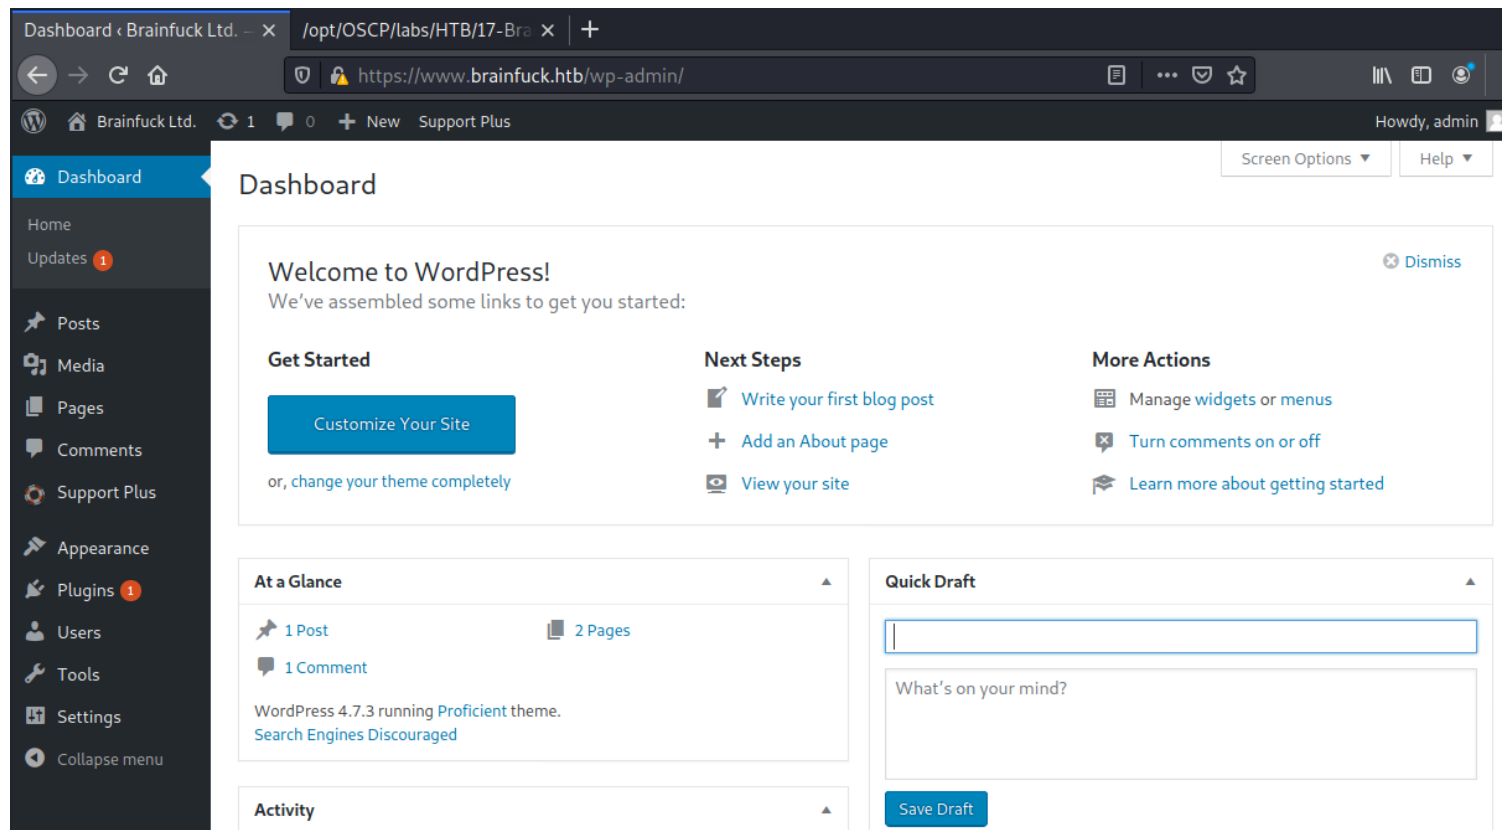 Dashboard ‹ Brainfuck Ltd. – × /opt/OSCP/labs/HTB/17-Bra × +
https://www.brainfuck.htb/wp-admin/
Brainfuck Ltd. 1 0 + New Support Plus Howdy, admin
Screen Options ▼ Help ▼
Dashboard
Home
Updates 1
Posts
Media
Pages
Comments
Support Plus
Appearance
Plugins 1
Users
Tools
Settings
Collapse menu
Dashboard
Welcome to WordPress!
Dismiss
We've assembled some links to get you started:
Get Started
Customize Your Site
or, change your theme completely
Next Steps
Write your first blog post
Add an About page
View your site
More Actions
Manage widgets or menus
Turn comments on or off
Learn more about getting started
At a Glance
1 Post 2 Pages
1 Comment
WordPress 4.7.3 running Proficient theme.
Search Engines Discouraged
Activity
Quick Draft
What's on your mind?
Save Draft